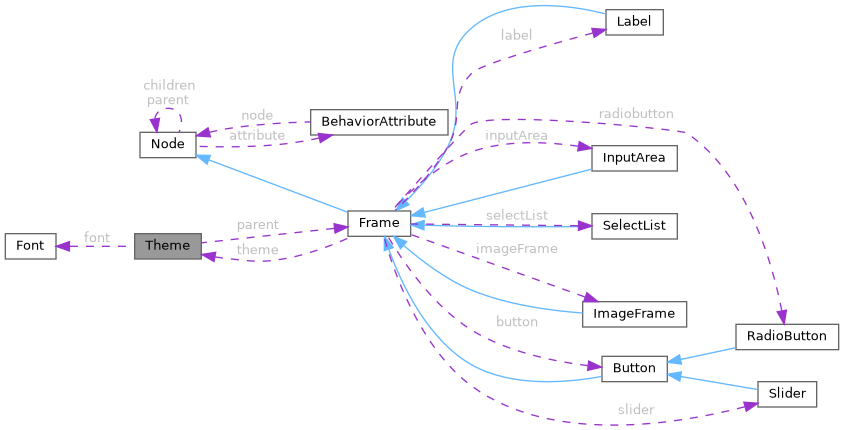 Label
label
children
parent
radiobutton
node
BehaviorAttribute
attribute
inputArea
Node
InputArea
selectList
Frame
parent
SelectList
font
Font
Theme
theme
imageFrame
ImageFrame
button
RadioButton
Button
Slider
slider